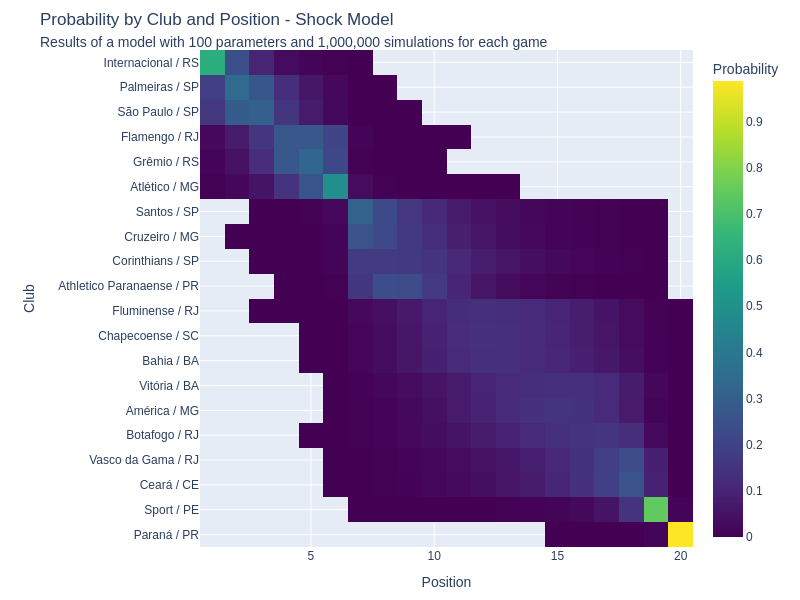 Probability by Club and Position - Shock Model
Results of a model with 100 parameters and 1,000,000 simulations for each game
Probability
Club
Internacional / RS
Palmeiras / SP
São Paulo / SP
Flamengo / RJ
Grêmio / RS
Atlético / MG
Santos / SP
Cruzeiro / MG
Corinthians / SP
Athletico Paranaense / PR
Fluminense / RJ
Chapecoense / SC
Bahia / BA
Vitória / BA
América / MG
Botafogo / RJ
Vasco da Gama / RJ
Ceará / CE
Sport / PE
Paraná / PR
5 10 15 20
Position
0.9
0.8
0.7
0.6
0.5
0.4
0.3
0.2
0.1
0